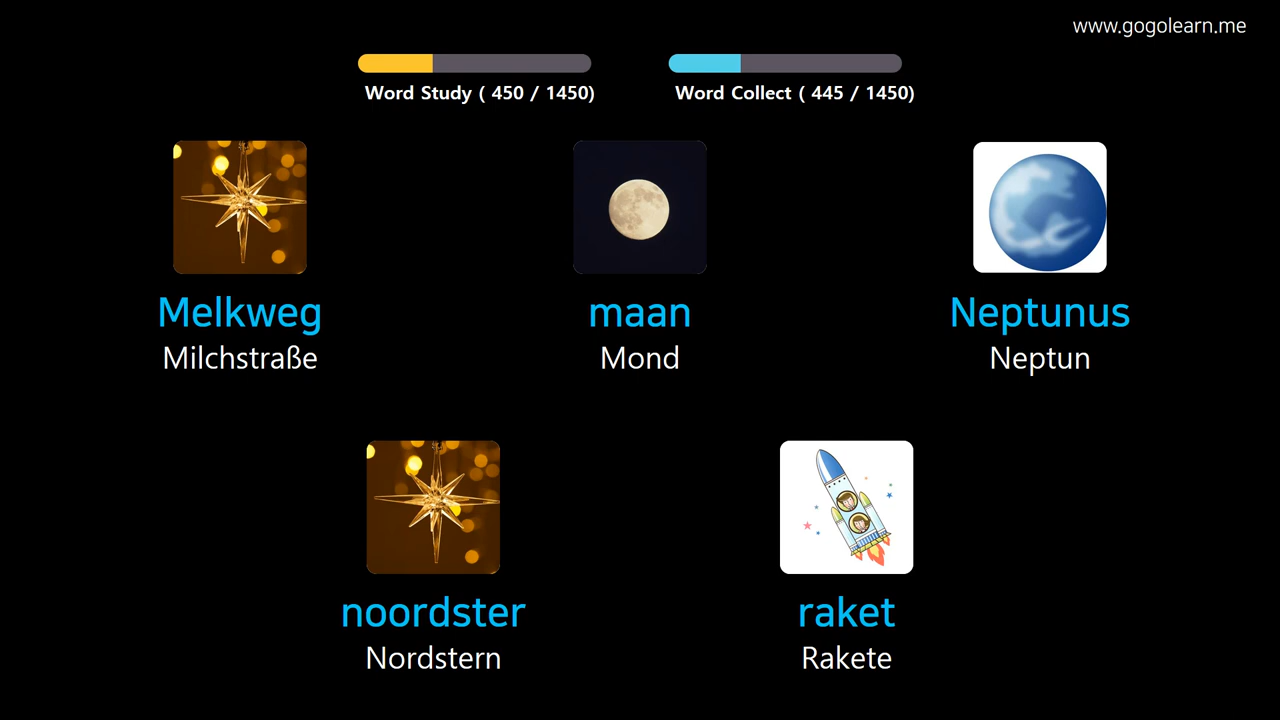 www.gogolearn.me
Word Study ( 450 / 1450)
Word Collect ( 445 / 1450)
Melkweg
Milchstraße
maan
Mond
Neptunus
Neptun
noordster
Nordstern
raket
Rakete